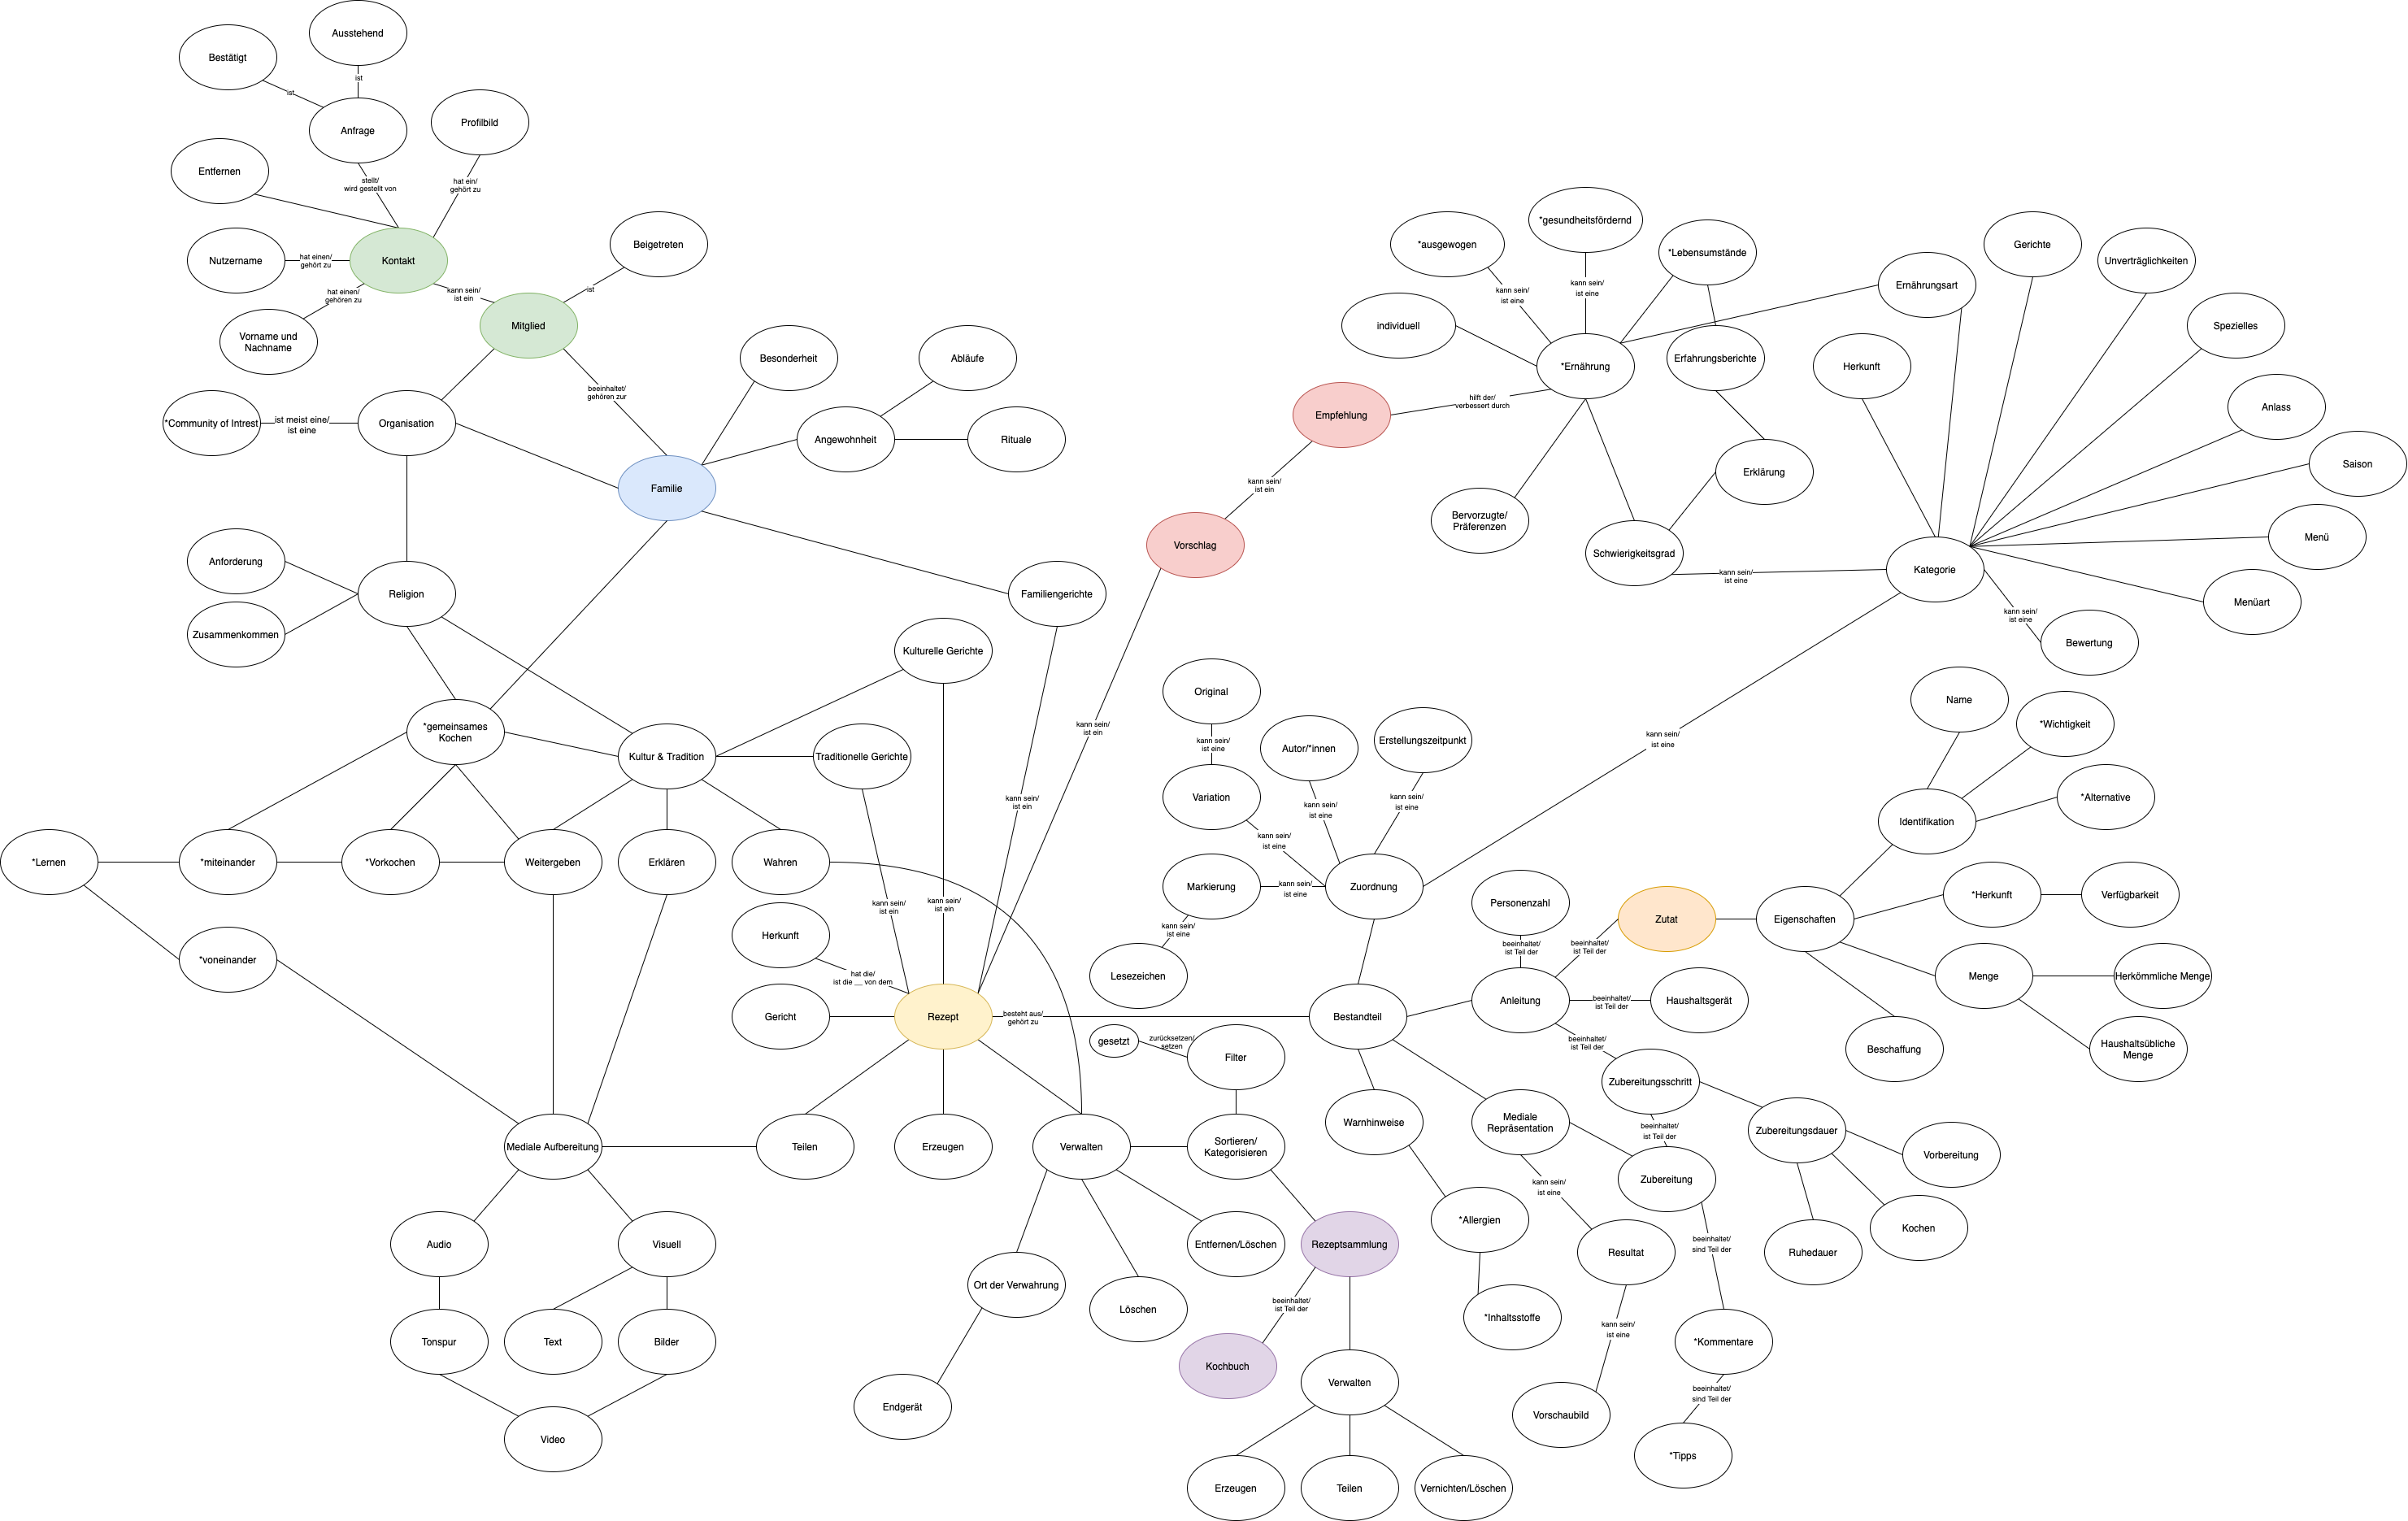 Ausstehend
Bestätigt
ist
ist
Anfrage
Profilbild
Entfernen
stellt/
wird gestellt von
hat ein/
gehört zu
Nutzername
hat einen/
gehört zu
Kontakt
Beigetreten
hat einen/
gehören zu
kann sein/
ist ein
ist
Vorname und
Nachname
Mitglied
Besonderheit
Abläufe
beeinhaltet/
gehören zur
*Community of Intrest
ist meist eine/
ist eine
Organisation
Angewohnheit
Rituale
Familie
Anforderung
Religion
Zusammenkommen
Familiengerichte
Kulturelle Gerichte
*gemeinsames
Kochen
Kultur & Tradition
Traditionelle Gerichte
kann sein/
ist ein
kann sein/
ist ein
*Lernen
*miteinander
*Vorkochen
Weitergeben
Erklären
Wahren
kann sein/
ist ein
kann sein/
ist ein
Herkunft
*voneinander
hat die/
ist die __ von dem
Gericht
Rezept
besteht aus/
gehört zu
Mediale Aufbereitung
Teilen
Erzeugen
Verwalten
Sortieren/
Kategorisieren
Filter
gesetzt
zurücksetzen/
setzen
Audio
Visuell
Entfernen/Löschen
Ort der Verwahrung
Löschen
Tonspur
Text
Bilder
Endgerät
Video
Rezeptsammlung
beeinhaltet/
ist Teil der
Kochbuch
Verwalten
Erzeugen
Teilen
Vernichten/Löschen
*gesundheitsfördernd
*ausgewogen
*Lebensumstände
kann sein/
ist eine
kann sein/
ist eine
individuell
*Ernährung
Erfahrungsberichte
Empfehlung
hilft der/
verbessert durch
kann sein/
ist ein
Vorschlag
Bervorzugte/
Präferenzen
Erklärung
Schwierigkeitsgrad
kann sein/
ist eine
Ernährungsart
Gerichte
Unverträglichkeiten
Spezielles
Herkunft
Anlass
Saison
Menü
Kategorie
Menüart
kann sein/
ist eine
Bewertung
kann sein/
ist eine
Original
kann sein/
ist eine
Autor/*innen
Erstellungszeitpunkt
Variation
kann sein/
ist eine
kann sein/
ist eine
kann sein/
ist eine
Markierung
kann sein/
ist eine
Zuordnung
kann sein/
ist eine
Lesezeichen
Bestandteil
Personenzahl
beeinhaltet/
ist Teil der
beeinhaltet/
ist Teil der
Zutat
Eigenschaften
Anleitung
beeinhaltet/
ist Teil der
Haushaltsgerät
beeinhaltet/
ist Teil der
Name
*Wichtigkeit
*Alternative
Identifikation
*Herkunft
Verfügbarkeit
Menge
Herkömmliche Menge
Beschaffung
Haushaltsübliche
Menge
Zubereitungsschritt
Warnhinweise
Mediale
Repräsentation
beeinhaltet/
ist Teil der
Zubereitungsdauer
Vorbereitung
kann sein/
ist eine
Zubereitung
*Allergien
Kochen
Ruhedauer
Resultat
beeinhaltet/
sind Teil der
*Inhaltsstoffe
kann sein/
ist eine
*Kommentare
beeinhaltet/
sind Teil der
Vorschaubild
*Tipps